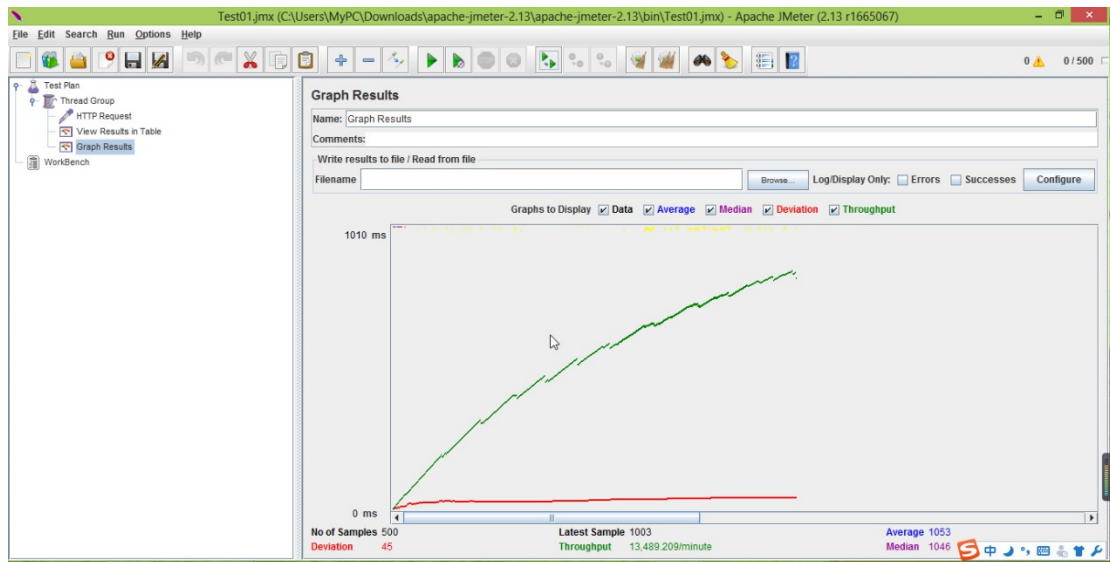 Test01.jmx (C:\Users\MyPC\Downloads\apache-jmeter-2.13\apache-jmeter-2.13\bin\Test01.jmx) - Apache JMeter (2.13 r1665067)
File Edit Search Run Options Help
0 0 / 500
Test Plan
Thread Group
HTTP Request
View Results in Table
Graph Results
WorkBench
Graph Results
Name: Graph Results
Comments:
Write results to file / Read from file
Filename Browse... Log/Display Only: Errors Successes Configure
Graphs to Display Data Average Median Deviation Throughput
1010 ms
0 ms
No of Samples 500 Latest Sample 1003 Average 1053
Deviation 45 Throughput 13,489.209/minute Median 1046
S 中